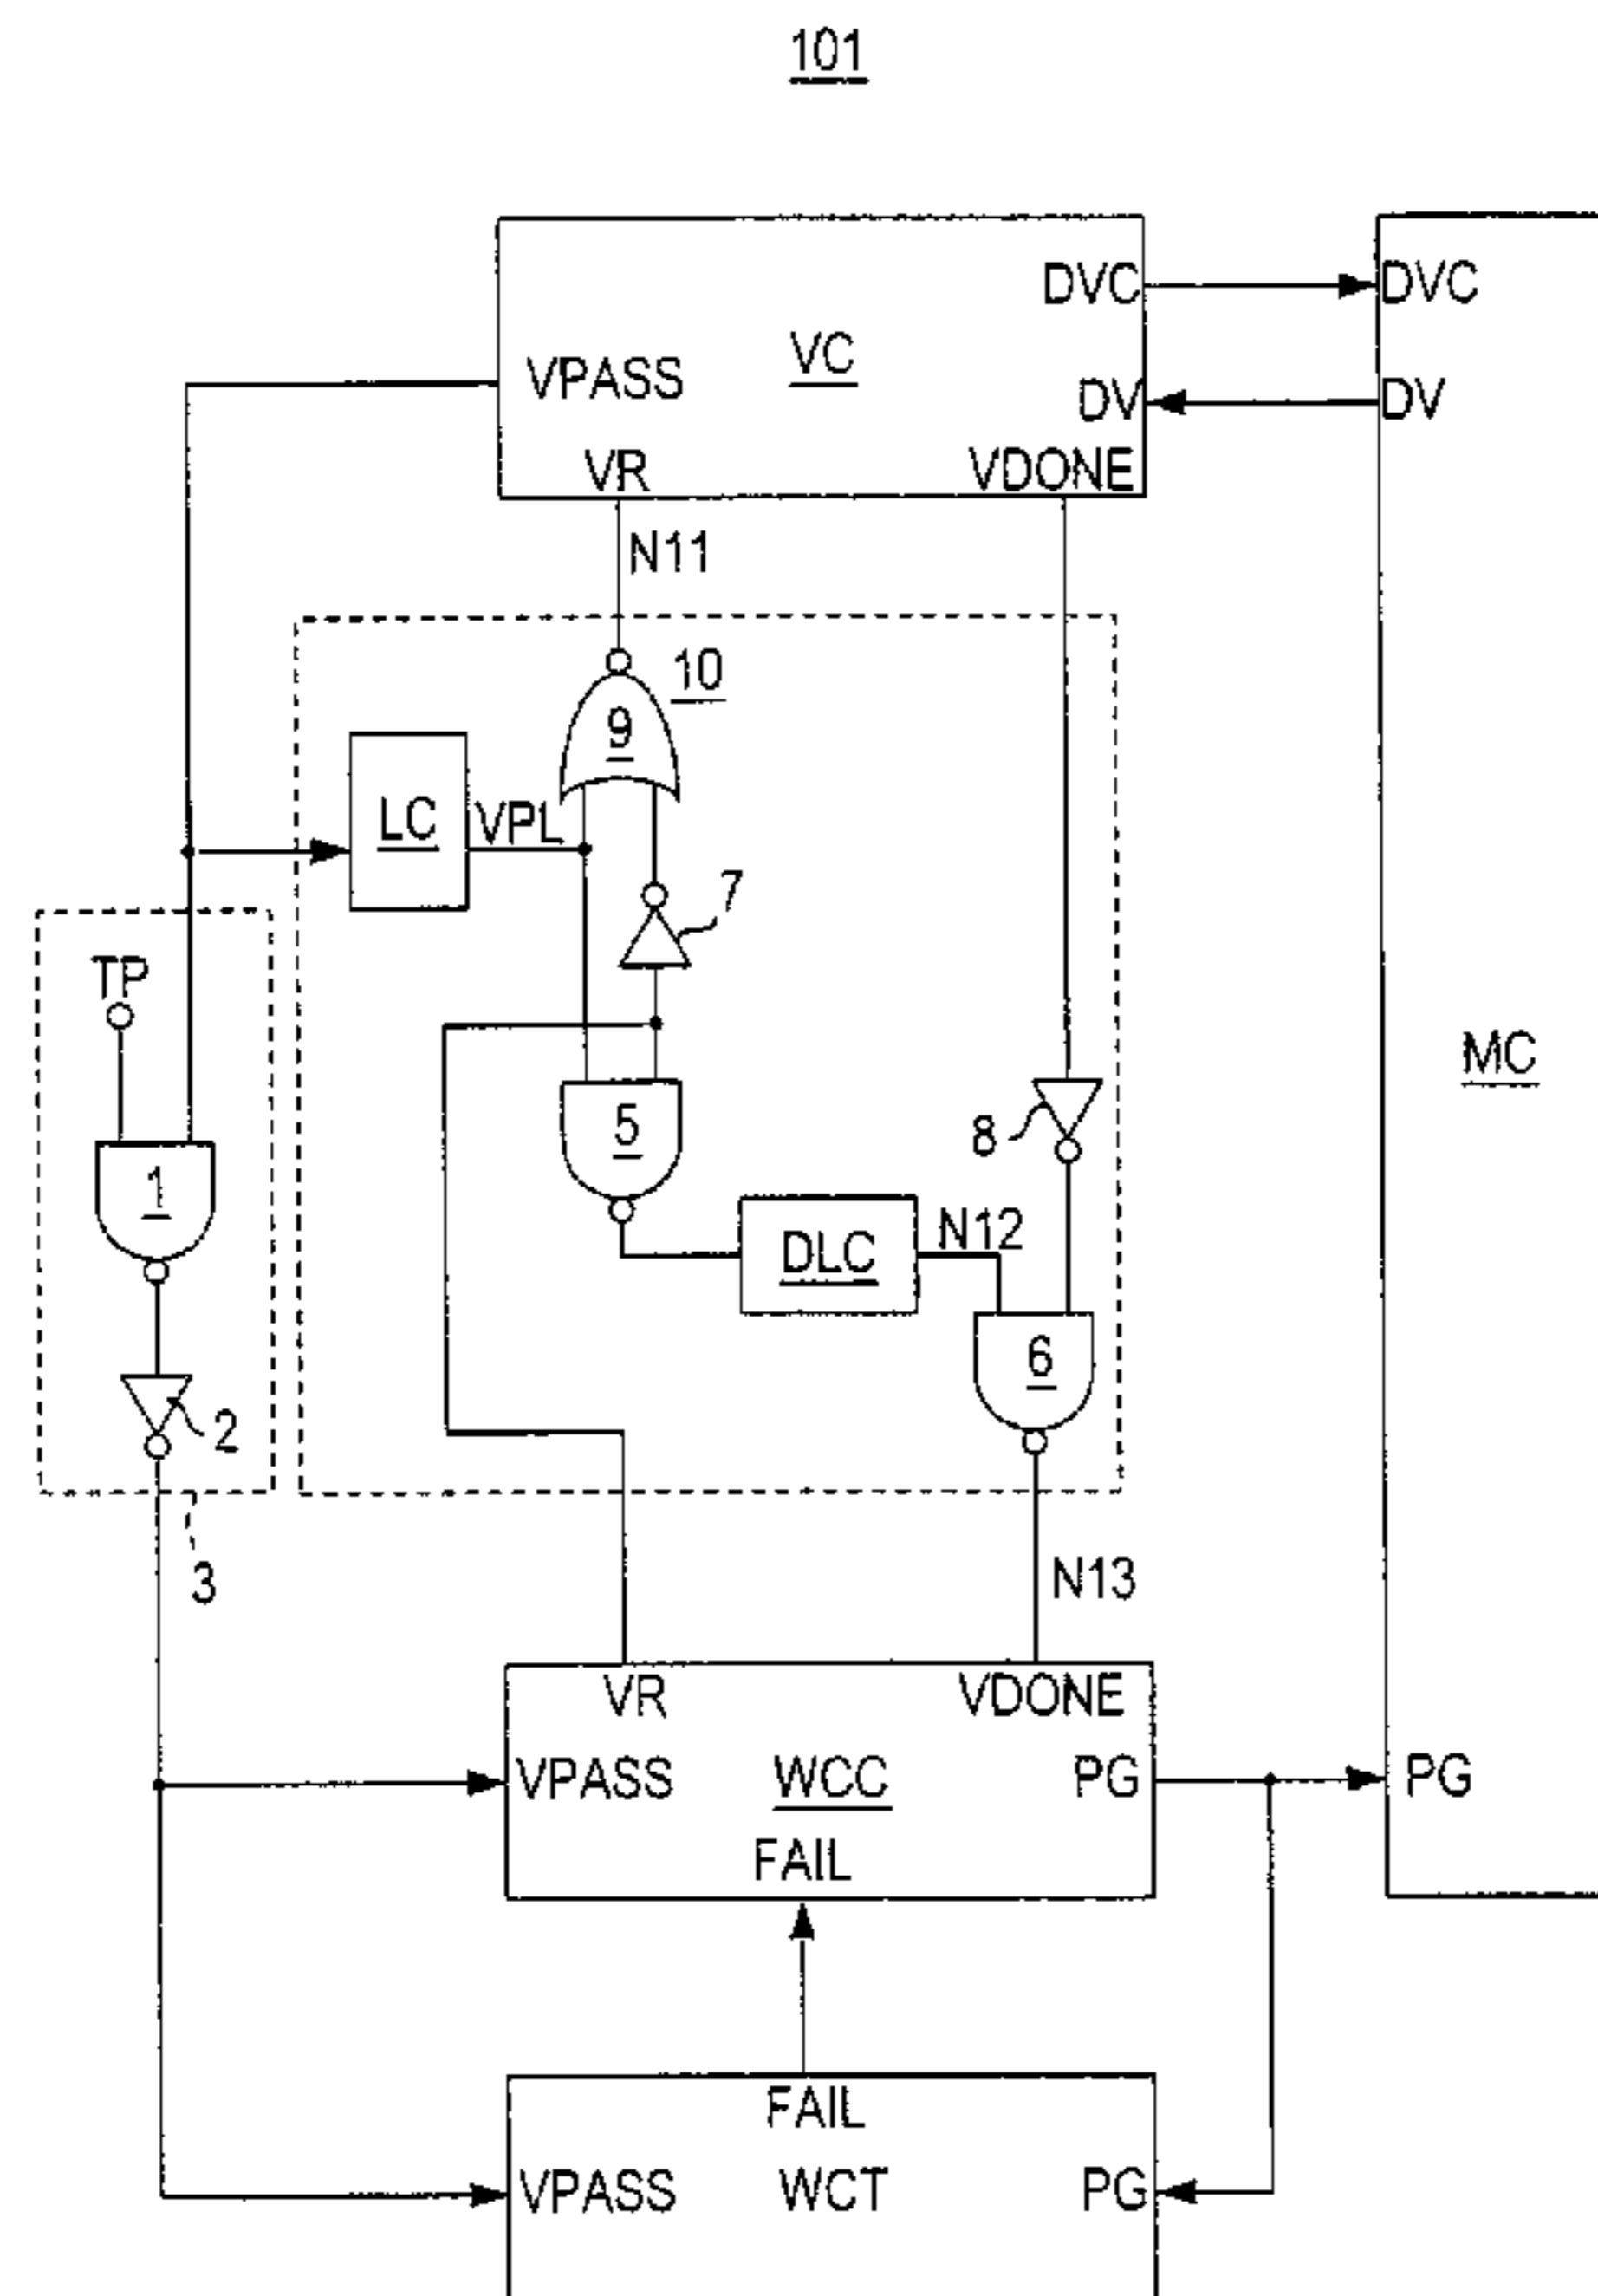 101
DVC
DVC
VC
VPASS
DV
DV
VR
VDONE
N11
10
9
LC
VPL
7
TP
MC
5
8
1
N12
DLC
6
2
3
N13
VR
VDONE
VPASS
WCC
PG
PG
FAIL
FAIL
VPASS
WCT
PG